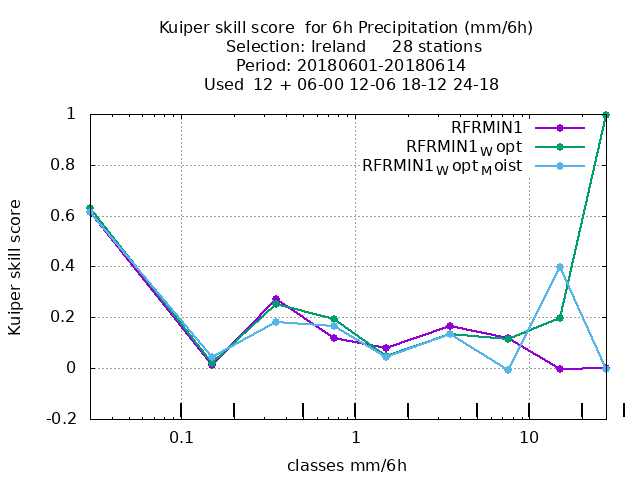 Kuiper skill score  for 6h Precipitation (mm/6h)
Selection: Ireland     28 stations
Period: 20180601-20180614
Used  12 + 06-00 12-06 18-12 24-18
RFRMIN1
RFRMIN1_W opt
RFRMIN1_W opt_M oist
1
0.8
0.6
0.4
0.2
0
-0.2
Kuiper skill score
0.1 1 10
classes mm/6h